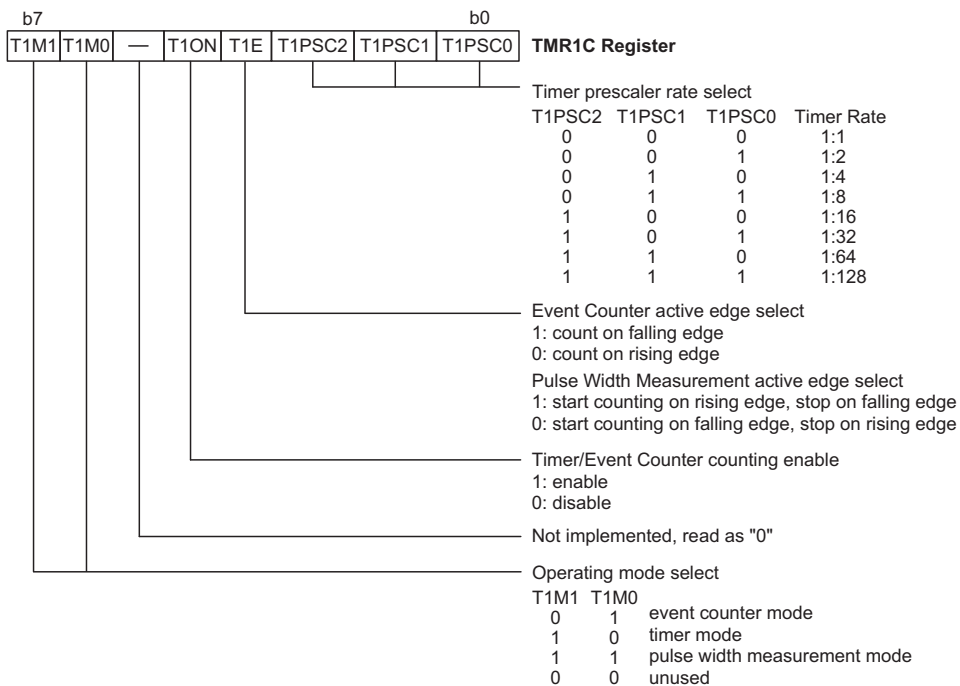 b7 b0
T1M1 T1M0 — T1ON T1E T1PSC2 T1PSC1 T1PSC0 TMR1C Register
Timer prescaler rate select
T1PSC2 T1PSC1 T1PSC0 Timer Rate
0 0 0 1:1
0 0 1 1:2
0 1 0 1:4
0 1 1 1:8
1 0 0 1:16
1 0 1 1:32
1 1 0 1:64
1 1 1 1:128
Event Counter active edge select
1: count on falling edge
0: count on rising edge
Pulse Width Measurement active edge select
1: start counting on rising edge, stop on falling edge
0: start counting on falling edge, stop on rising edge
Timer/Event Counter counting enable
1: enable
0: disable
Not implemented, read as "0"
Operating mode select
T1M1 T1M0
0 1 event counter mode
1 0 timer mode
1 1 pulse width measurement mode
0 0 unused